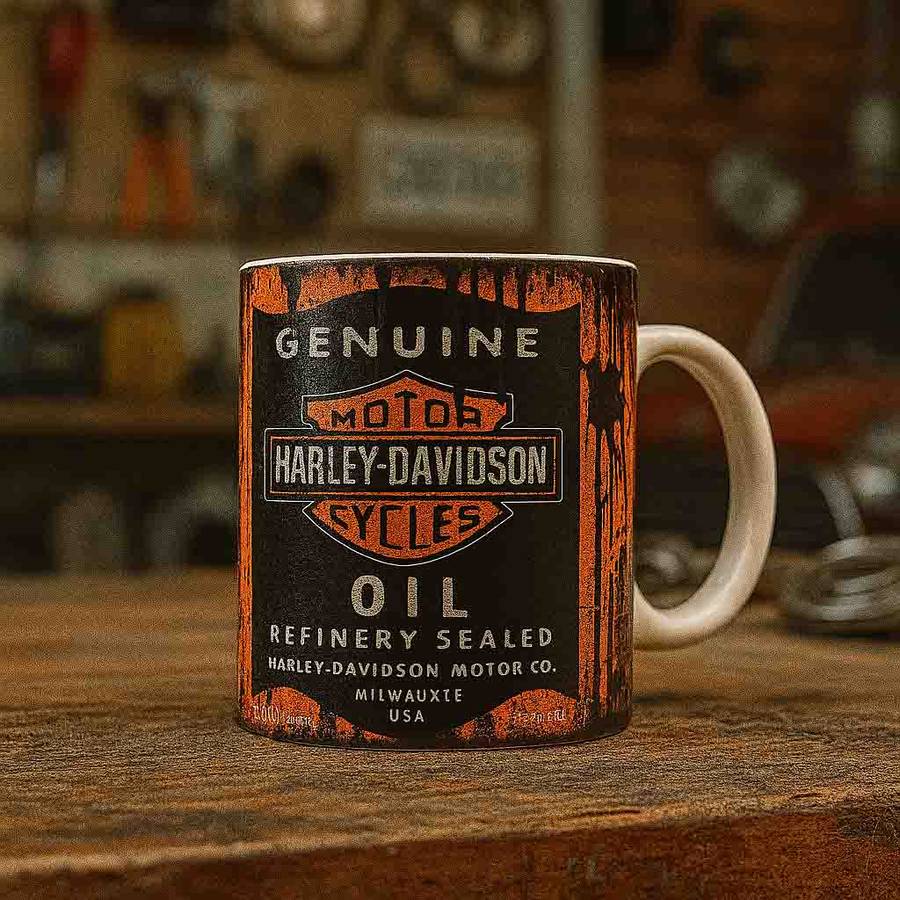 GENUINE
MOTOR
HARLEY-DAVIDSON
CYCLES
OIL
REFINERY SEALED
HARLEY-DAVIDSON MOTOR CO.
MILWAUXTE
USA